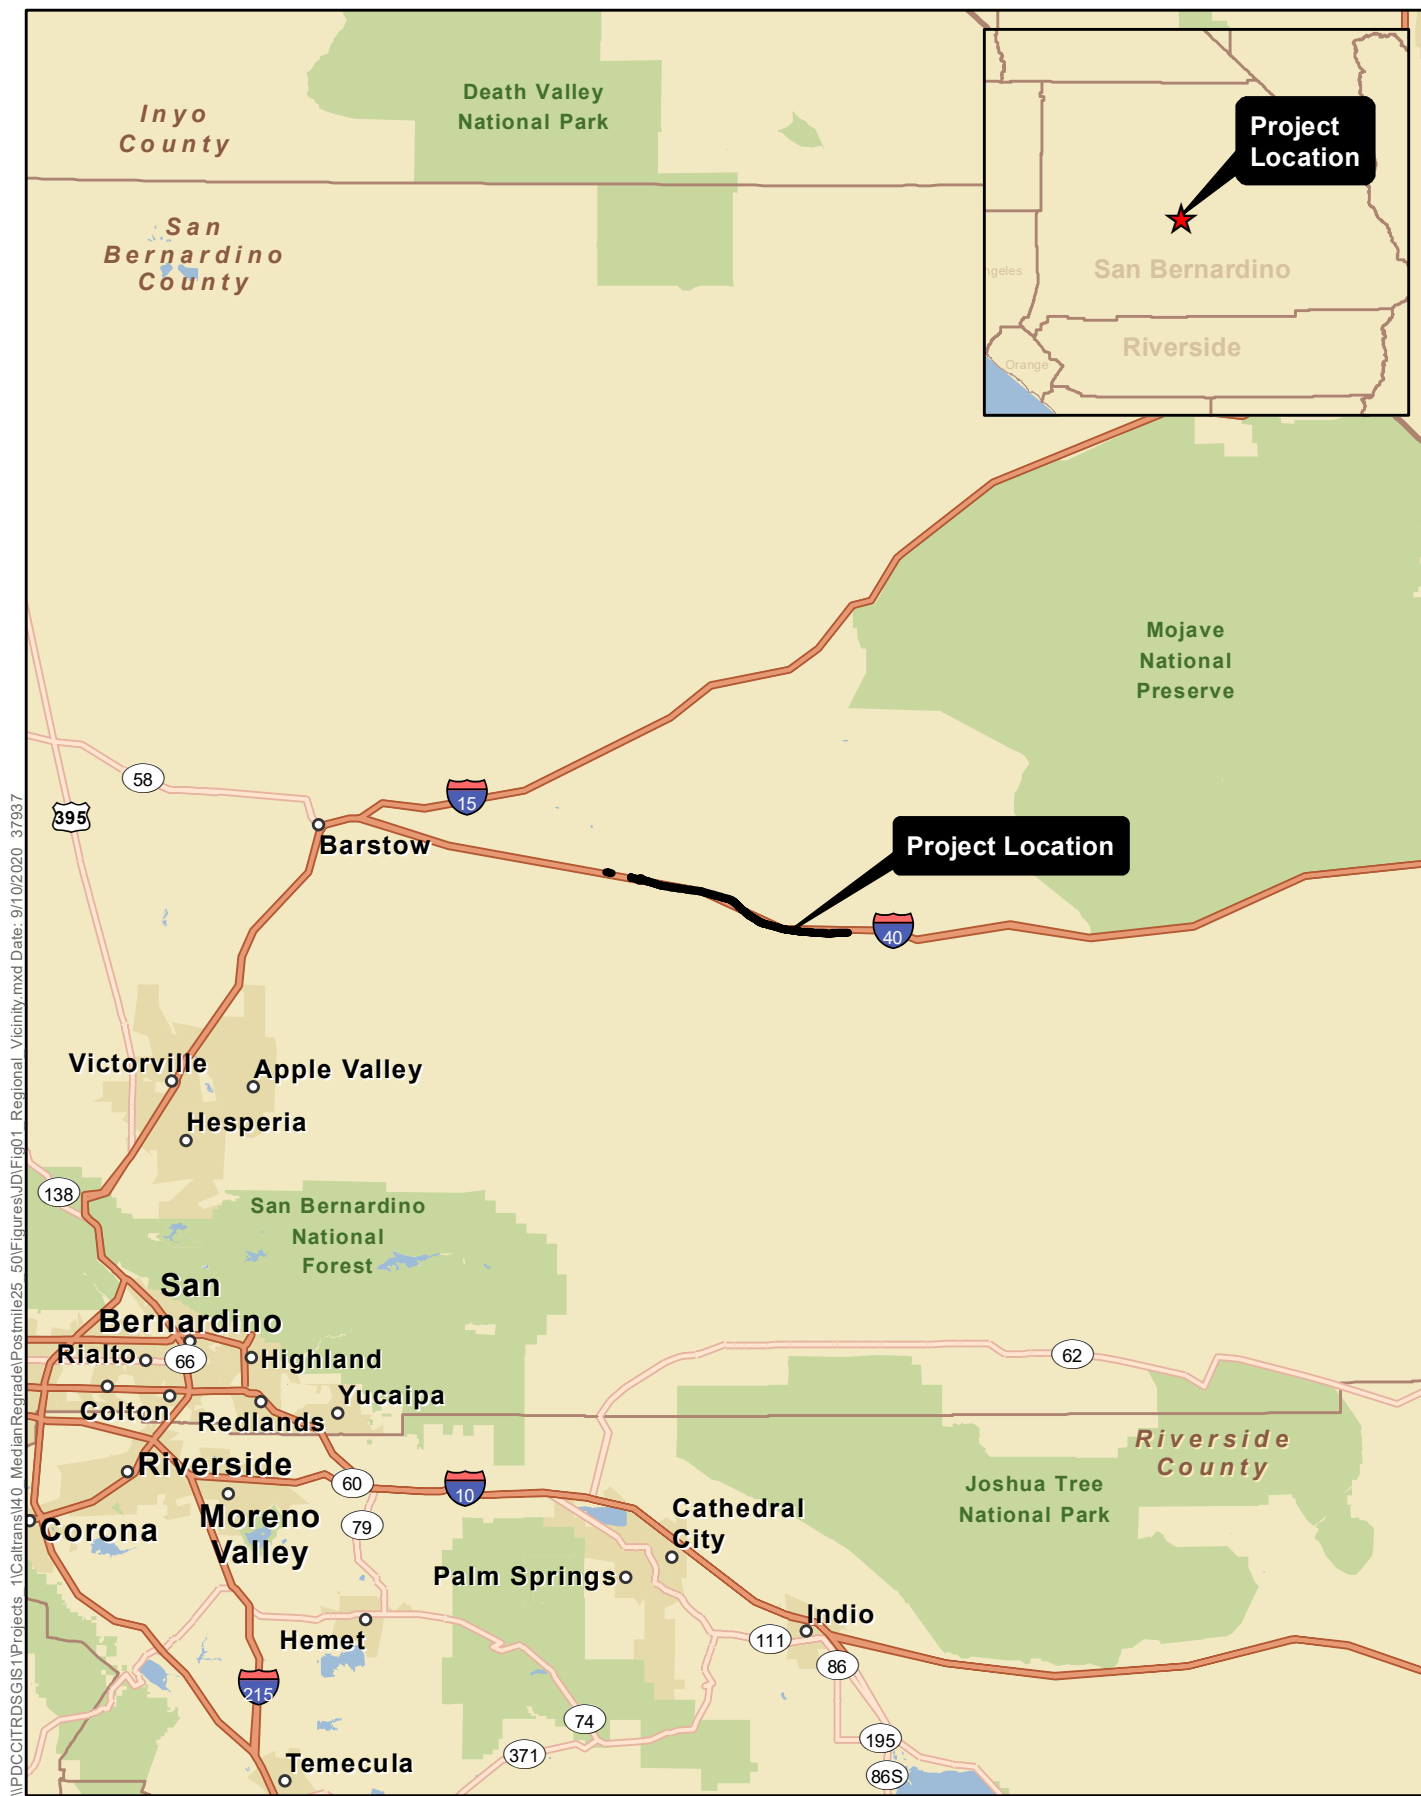 Inyo
County
Death Valley
National Park
San
Bernardino
County
Project
Location
San Bernardino
ngeles
Riverside
Orange
Mojave
National
Preserve
58
395
15
Barstow
Project Location
40
Victorville
Apple Valley
Hesperia
138
San Bernardino
National
Forest
San
Bernardino
Rialto
66
Highland
62
Colton
Redlands
Yucaipa
Riverside
County
Riverside
60
10
Joshua Tree
National Park
Corona
Moreno
Valley
79
Cathedral
City
Palm Springs
Indio
Hemet
111
86
215
74
371
195
86S
Temecula
\\PDCCITRDSGIS1\Projects_1\Caltrans\I40_MedianRegrade\Postmile25_50\Figures\JD\Fig01_Regional_Vicinity.mxd Date: 9/10/2020 37937